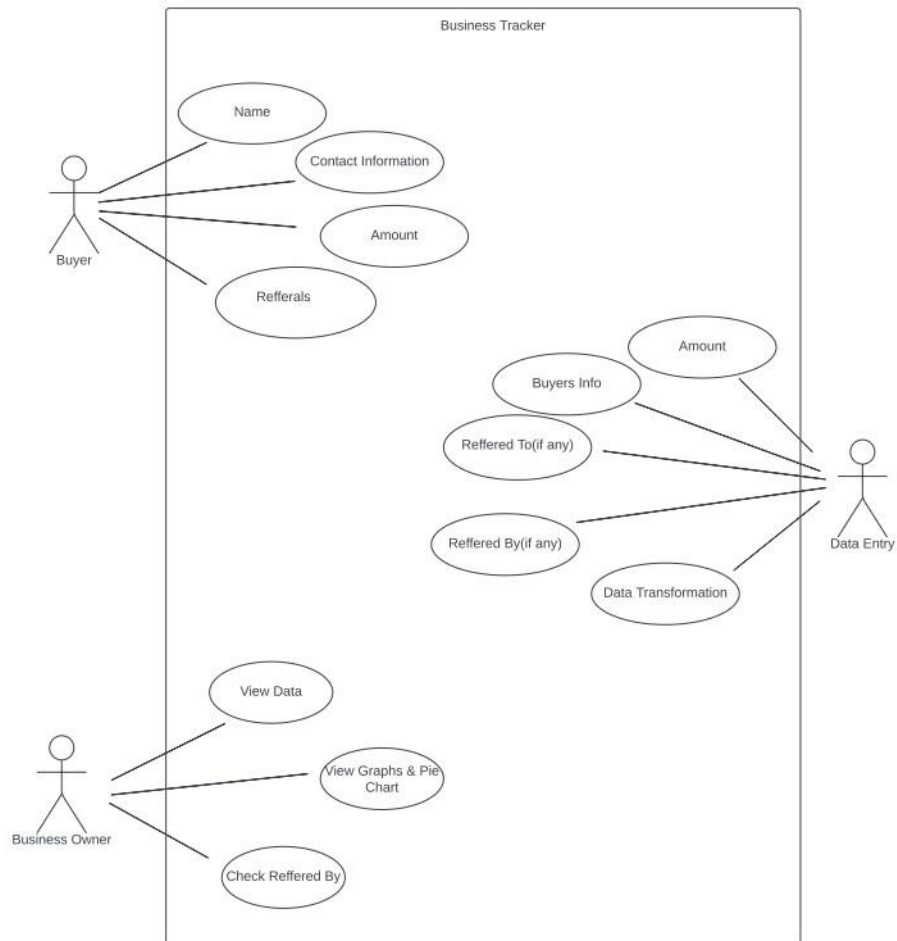 Business Tracker
Name
Contact Information
Amount
Buyer
Refferals
Amount
Buyers Info
Reffered To(if any)
Reffered By(if any)
Data Entry
Data Transformation
View Data
View Graphs & Pie
Chart
Business Owner
Check Reffered By